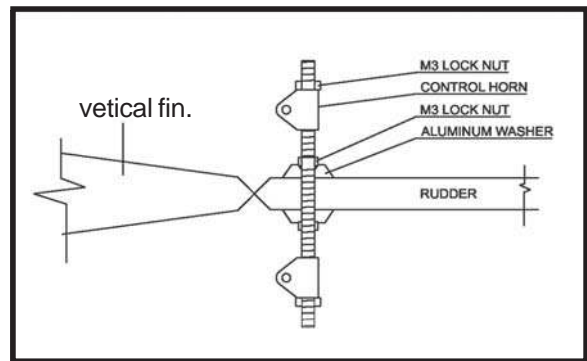 M3 LOCK NUT
CONTROL HORN
vetical fin.
M3 LOCK NUT
ALUMINUM WASHER
RUDDER